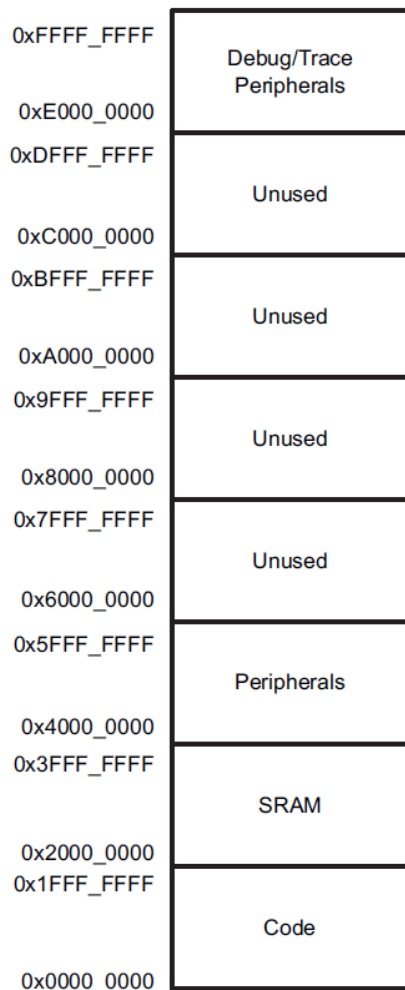 0xFFFF_FFFF
Debug/Trace
Peripherals
0xE000_0000
0xDFFF_FFFF
Unused
0xC000_0000
0xBFFF_FFFF
Unused
0xA000_0000
0x9FFF_FFFF
Unused
0x8000_0000
0x7FFF_FFFF
Unused
0x6000_0000
0x5FFF_FFFF
Peripherals
0x4000_0000
0x3FFF_FFFF
SRAM
0x2000_0000
0x1FFF_FFFF
Code
0x0000_0000